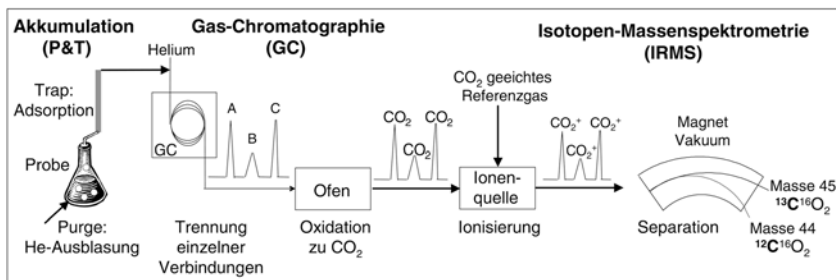 Akkumulation
(P&T)
Gas-Chromatographie
(GC)
Isotopen-Massenspektrometrie
(IRMS)
Helium
Trap:
Adsorption
GC
A
B
C
Probe
Purge:
He-Ausblasung
Trennung
einzelner
Verbindungen
Ofen
Oxidation
zu CO₂
CO₂
CO₂
CO₂
CO₂ geeichtes
Referenzgas
Ionen-
quelle
Ionisierung
CO₂⁺
CO₂⁺
CO₂⁺
Magnet
Vakuum
Separation
Masse 45
¹³C¹⁶O₂
Masse 44
¹²C¹⁶O₂